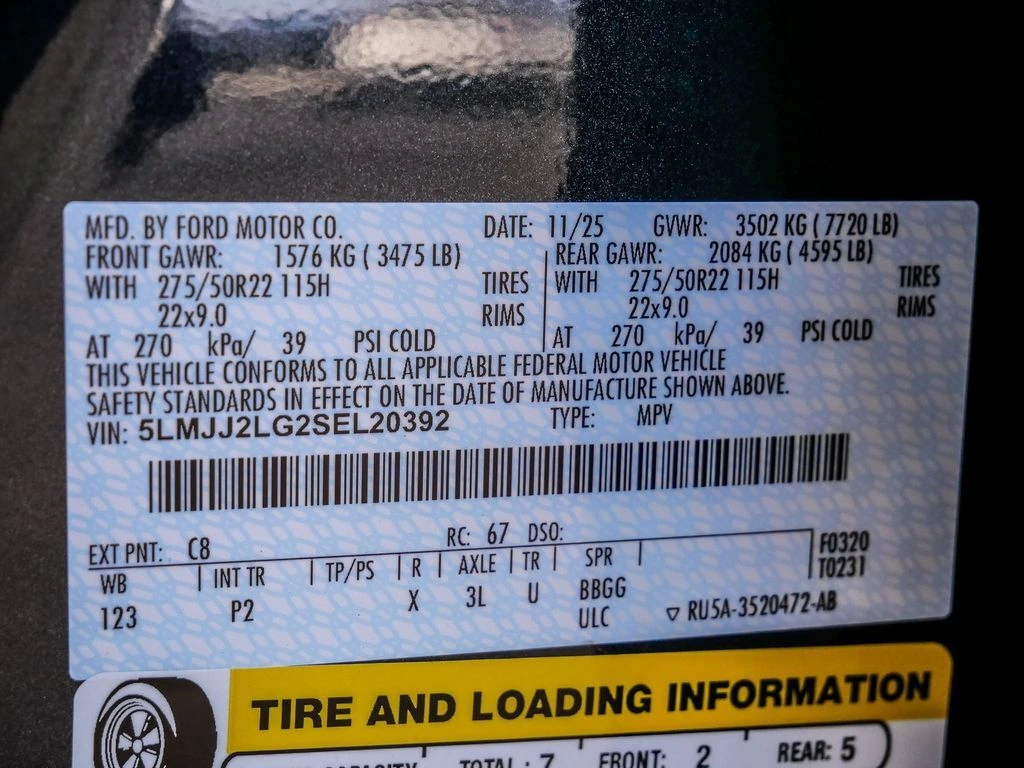 MFD. BY FORD MOTOR CO. DATE: 11/25 GVWR: 3502 KG ( 7720 LB)
FRONT GAWR: 1576 KG ( 3475 LB) REAR GAWR: 2084 KG ( 4595 LB)
WITH 275/50R22 115H TIRES WITH 275/50R22 115H TIRES
22x9.0 RIMS 22x9.0 RIMS
AT 270 kPa/ 39 PSI COLD AT 270 kPa/ 39 PSI COLD
THIS VEHICLE CONFORMS TO ALL APPLICABLE FEDERAL MOTOR VEHICLE
SAFETY STANDARDS IN EFFECT ON THE DATE OF MANUFACTURE SHOWN ABOVE.
VIN: 5LMJJ2LG2SEL20392 TYPE: MPV
EXT PNT: C8 RC: 67 DSO:
WB INT TR TP/PS R AXLE TR SPR F0320
T0231
123 P2 X 3L U BBGG
ULC ▽ RU5A-3520472-AB
TIRE AND LOADING INFORMATION
CAPACITY TOTAL : 7 FRONT: 2 REAR: 5